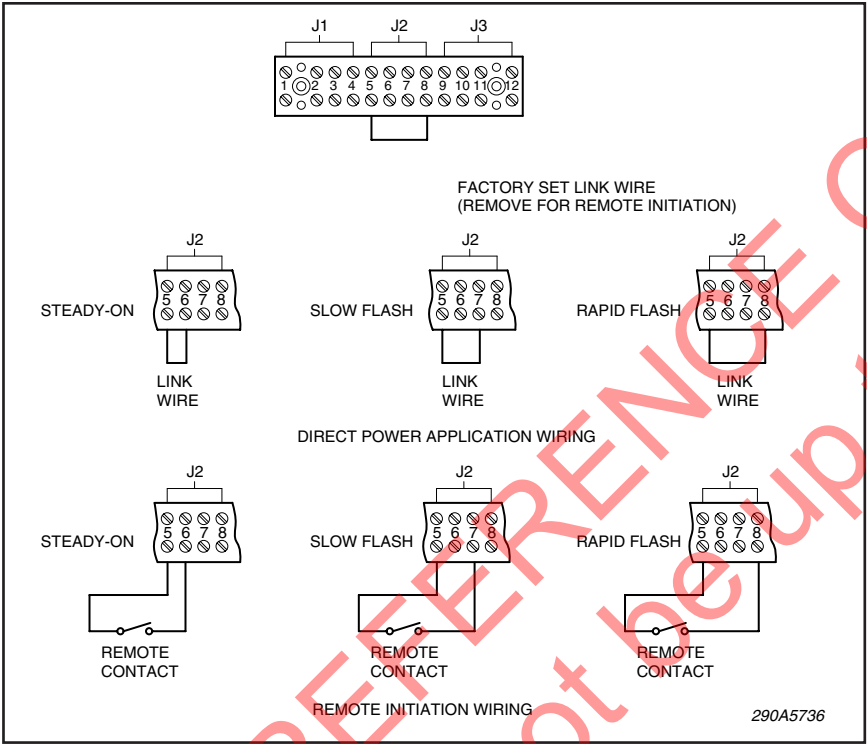 J1 J2 J3
1 2 3 4 5 6 7 8 9 10 11 12
FACTORY SET LINK WIRE
(REMOVE FOR REMOTE INITIATION)
J2 J2 J2
STEADY-ON 5 6 7 8 SLOW FLASH 5 6 7 8 RAPID FLASH 5 6 7 8
LINK LINK LINK
WIRE WIRE WIRE
DIRECT POWER APPLICATION WIRING
J2 J2 J2
STEADY-ON 5 6 7 8 SLOW FLASH 5 6 7 8 RAPID FLASH 5 6 7 8
REMOTE REMOTE REMOTE
CONTACT CONTACT CONTACT
REMOTE INITIATION WIRING
290A5736
REFERENCE
not be up